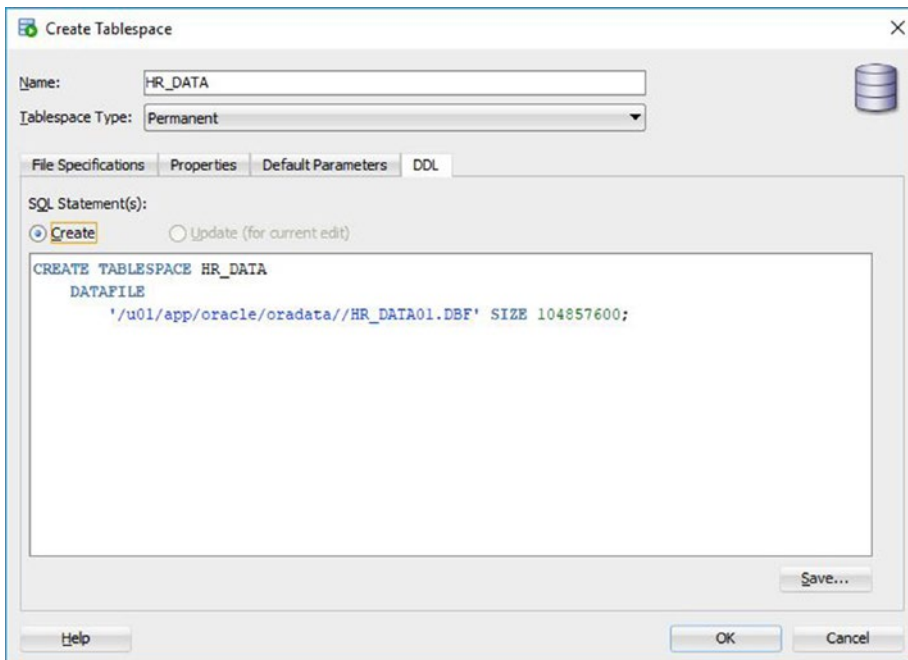 Create Tablespace
Name: HR_DATA
Tablespace Type: Permanent
File Specifications Properties Default Parameters DDL
SQL Statement(s):
Create Update (for current edit)
CREATE TABLESPACE HR_DATA
DATAFILE
'/u01/app/oracle/oradata//HR_DATA01.DBF' SIZE 104857600;
Save...
Help OK Cancel